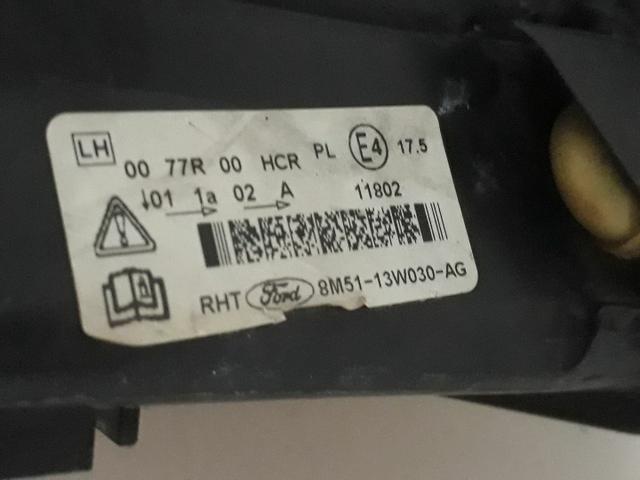 LH 00 77R 00 HCR PL E4 17.5
01 1a 02 A 11802
RHT Ford 8M51-13W030-AG